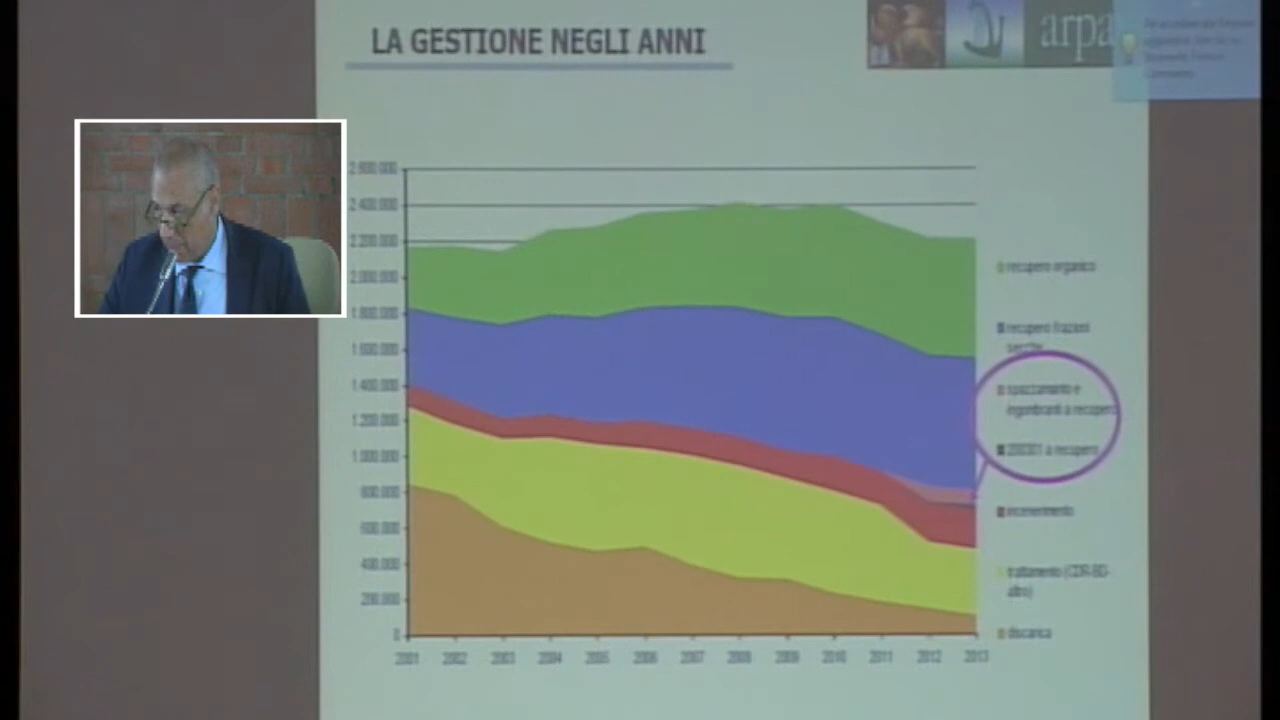 LA GESTIONE NEGLI ANNI
arpa
2.600.000
2.400.000
2.200.000
2.000.000
1.800.000
1.600.000
1.400.000
1.200.000
1.000.000
800.000
600.000
400.000
200.000
0
2001 2002 2003 2004 2005 2006 2007 2008 2009 2010 2011 2012 2013
recupero organico
recupero frazioni
secche
spazzamento e
ingombranti a recupero
200301 a recupero
incenerimento
trattamento (CDR-BD-
altro)
discarica